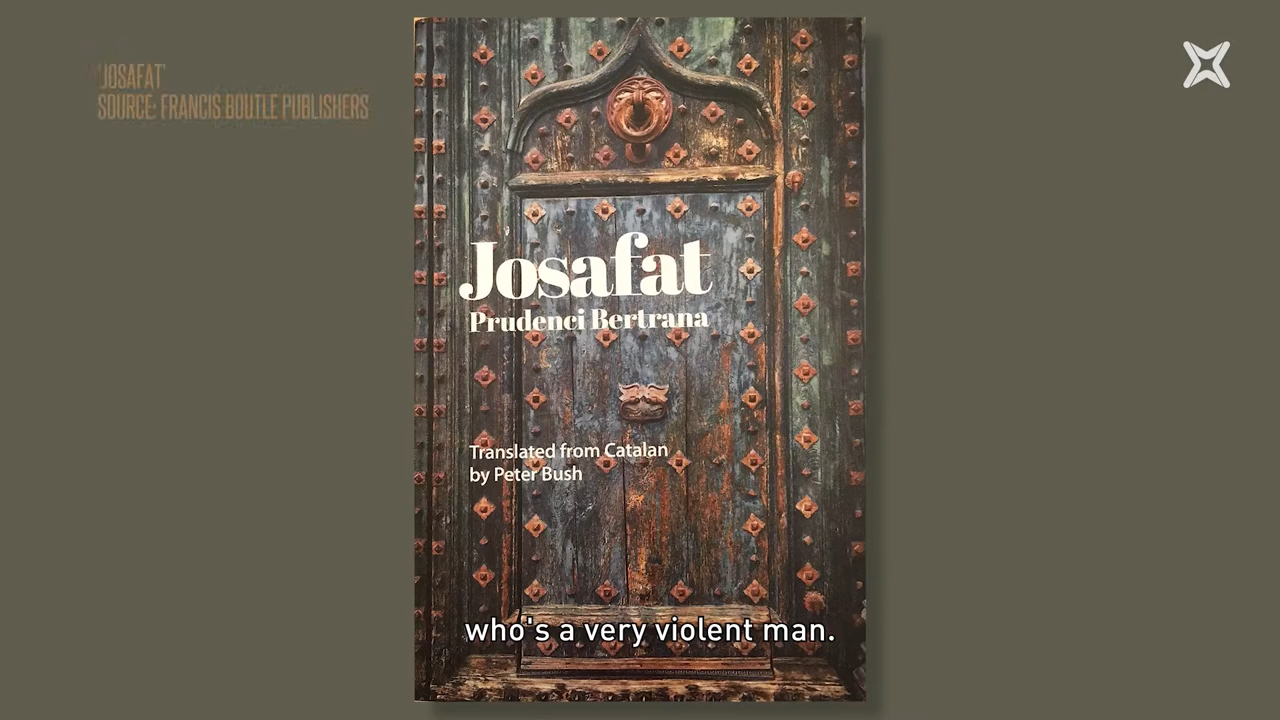 'JOSAFAT'
SOURCE: FRANCIS BOUTLE PUBLISHERS
Josafat
Prudenci Bertrana
Translated from Catalan
by Peter Bush
who's a very violent man.